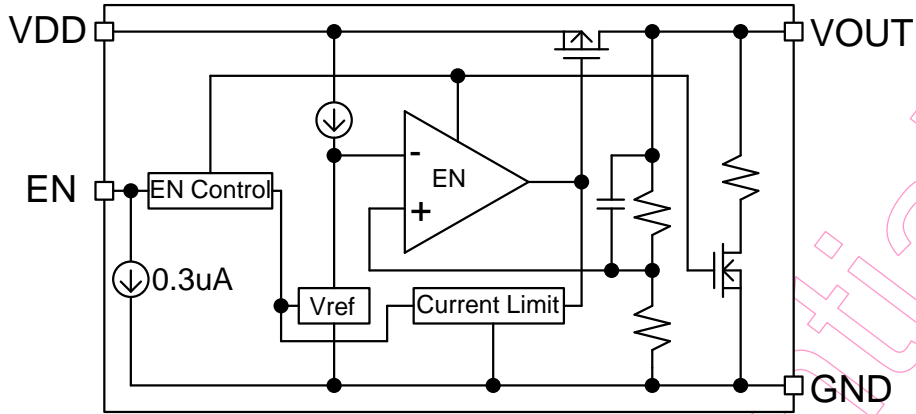 VDD
VOUT
-
EN
EN
EN Control
+
0.3uA
Vref
Current Limit
GND